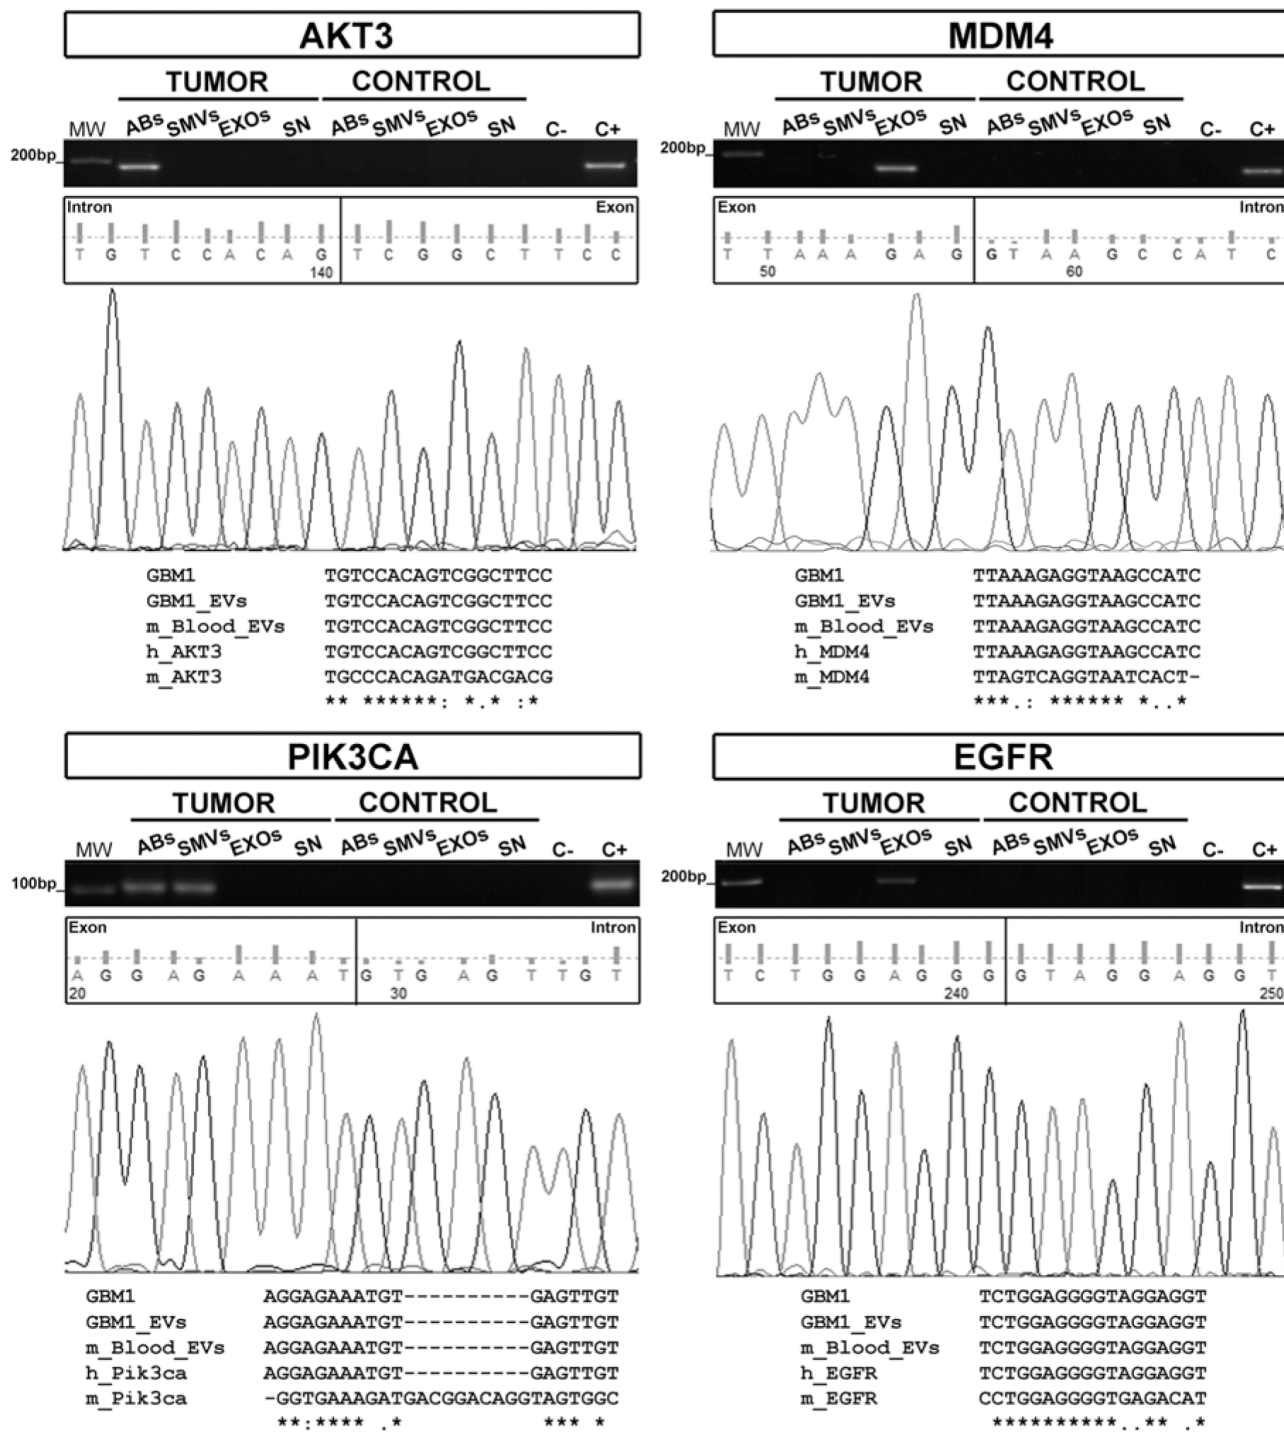 AKT3
TUMOR CONTROL
MW ABs SMVs EXOs SN ABs SMVs EXOs SN C- C+
200bp
Intron Exon
T G T C C A C A G T C G G C T T C C
140
GBM1 TGTCCACAGTCGGCTTCC
GBM1_EVs TGTCCACAGTCGGCTTCC
m_Blood_EVs TGTCCACAGTCGGCTTCC
h_AKT3 TGTCCACAGTCGGCTTCC
m_AKT3 TGCCCACAGATGACGACG
** ******: *.* :*
MDM4
TUMOR CONTROL
MW ABs SMVs EXOs SN ABs SMVs EXOs SN C- C+
200bp
Exon Intron
T T A A A G A G G T A A G C C A T C
50 60
GBM1 TTAAAGAGGTAAGCCATC
GBM1_EVs TTAAAGAGGTAAGCCATC
m_Blood_EVs TTAAAGAGGTAAGCCATC
h_MDM4 TTAAAGAGGTAAGCCATC
m_MDM4 TTAGTCAGGTAATCACT-
***.: ****** *..*
PIK3CA
TUMOR CONTROL
MW ABs SMVs EXOs SN ABs SMVs EXOs SN C- C+
100bp
Exon Intron
A G G A G A A A T G T G A G T T G T
20 30
GBM1 AGGAGAAATGT----------GAGTTGT
GBM1_EVs AGGAGAAATGT----------GAGTTGT
m_Blood_EVs AGGAGAAATGT----------GAGTTGT
h_Pik3ca AGGAGAAATGT----------GAGTTGT
m_Pik3ca -GGTGAAAGATGACGGACAGGTAGTGGC
**:**** .* *** *
EGFR
TUMOR CONTROL
MW ABs SMVs EXOs SN ABs SMVs EXOs SN C- C+
200bp
Exon Intron
T C T G G A G G G G T A G G A G G T
240 250
GBM1 TCTGGAGGGGTAGGAGGT
GBM1_EVs TCTGGAGGGGTAGGAGGT
m_Blood_EVs TCTGGAGGGGTAGGAGGT
h_EGFR TCTGGAGGGGTAGGAGGT
m_EGFR CCTGGAGGGGTGAGACAT
**********..** .*